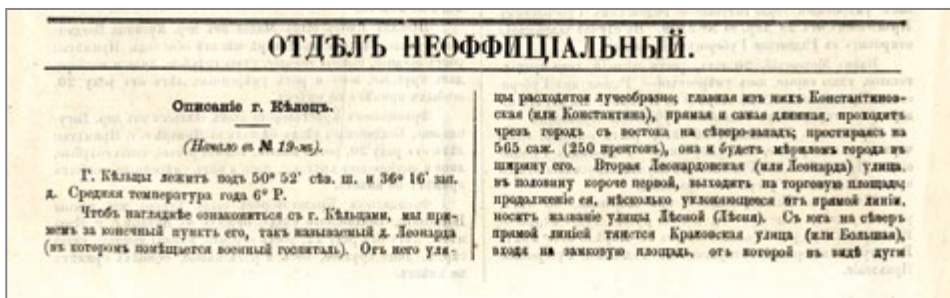 ОТДѢЛЪ НЕОФФИЦІАЛЬНЫЙ.
Описаніе г. Кѣлецъ.
(Начало въ № 19-мъ).
Г. Кѣльцы лежитъ подъ 50° 52′ сѣв. ш. и 36° 16′ зап.
д. Средняя температура года 6° Р.
Чтобъ нагляднѣе ознакомиться съ г. Кѣльцами, мы при-
мемъ за конечный пунктъ его, такъ называемый д. Леонарда
(въ которомъ помѣщается военный госпиталь). Отъ него ули-
цы расходятся лучеобразно; главная изъ нихъ Константинов-
ская (или Константина), прямая и самая длинная, проходитъ
чрезъ городъ съ востока на сѣверо-западъ; простираясь на
565 саж. (250 прентовъ), она и будетъ мѣриломъ города въ
ширину его. Вторая Леонардовская (или Леонарда) улица.
въ половину короче первой, выходитъ на торговую площадь;
продолженіе ея, нѣсколько уклоняющееся отъ прямой линіи,
носитъ названіе улицы Лѣсной (Лѣсня). Съ юга на сѣверъ
прямой линіей тянется Краковская улица (или Большая),
входя на замковую площадь, отъ которой въ видѣ дуги